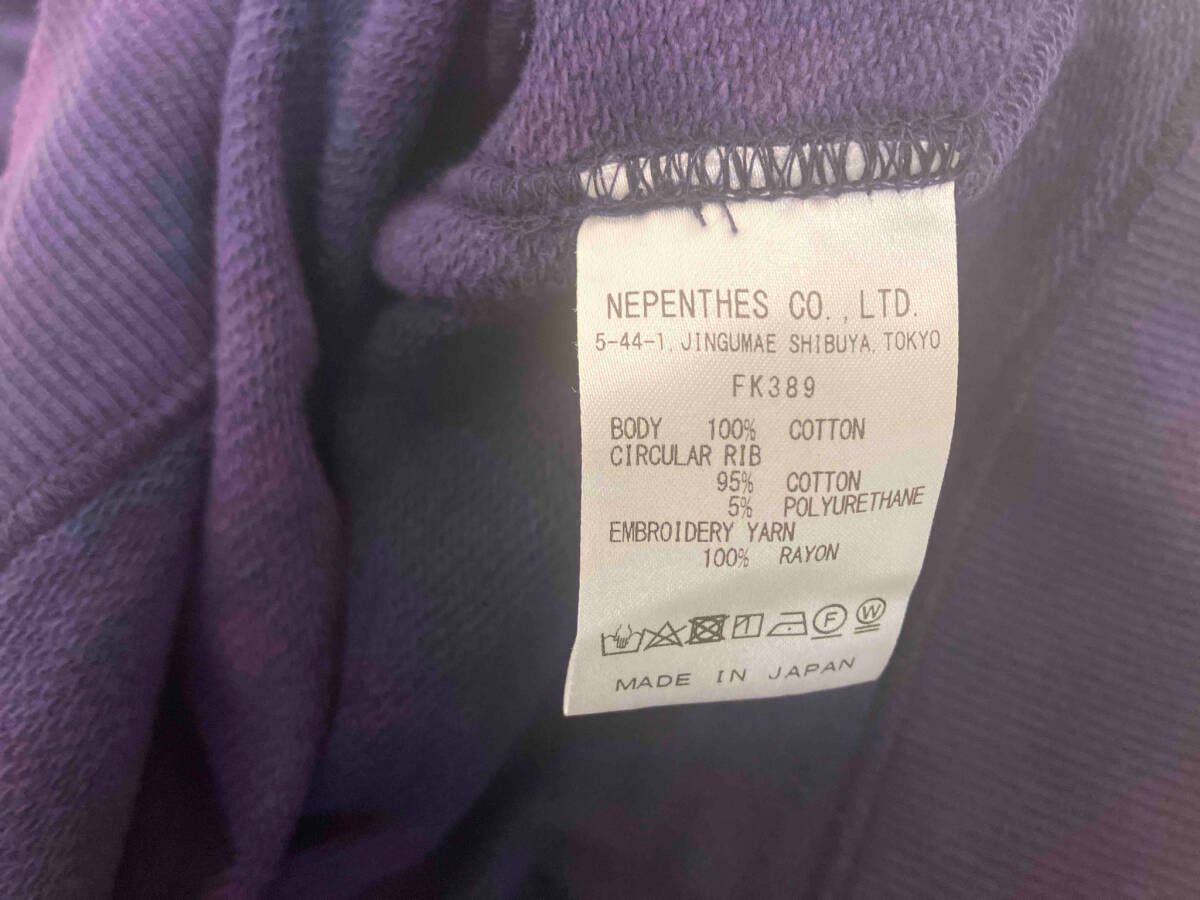 NEPENTHES CO.,LTD.
5-44-1, JINGUMAE SHIBUYA, TOKYO
FK389
BODY 100% COTTON
CIRCULAR RIB
95% COTTON
5% POLYURETHANE
EMBROIDERY YARN
100% RAYON
F W
MADE IN JAPAN